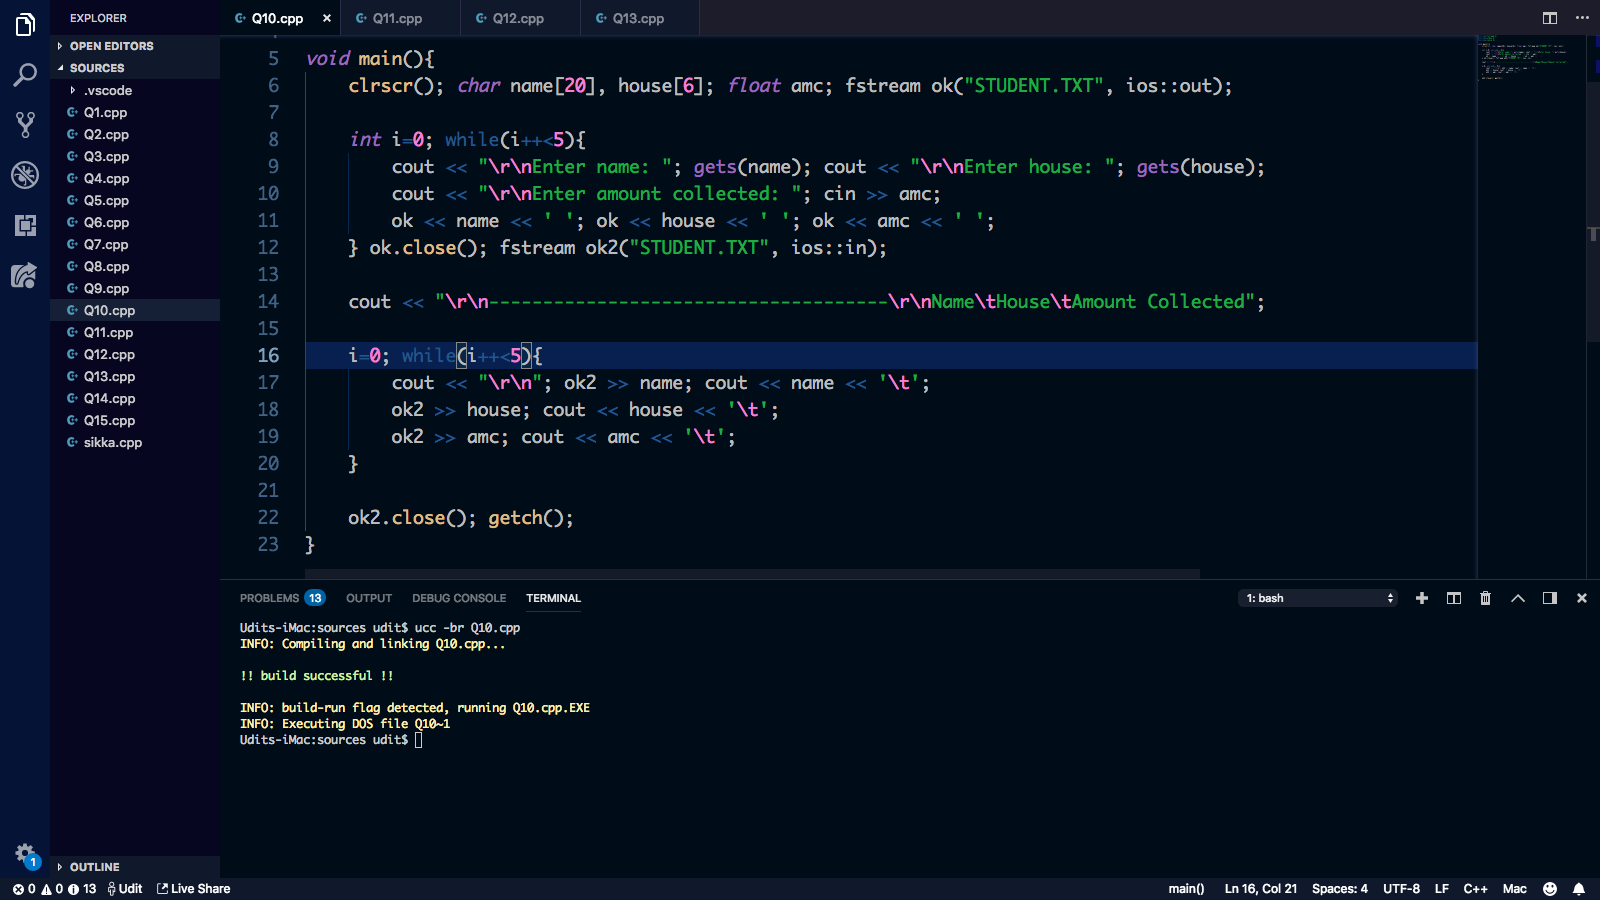 EXPLORER
OPEN EDITORS
SOURCES
.vscode
Q1.cpp
Q2.cpp
Q3.cpp
Q4.cpp
Q5.cpp
Q6.cpp
Q7.cpp
Q8.cpp
Q9.cpp
Q10.cpp
Q11.cpp
Q12.cpp
Q13.cpp
Q14.cpp
Q15.cpp
sikka.cpp
OUTLINE
Q10.cpp × Q11.cpp Q12.cpp Q13.cpp
5 void main(){
6 clrscr(); char name[20], house[6]; float amc; fstream ok("STUDENT.TXT", ios::out);
7
8 int i=0; while(i++<5){
9 cout << "\r\nEnter name: "; gets(name); cout << "\r\nEnter house: "; gets(house);
10 cout << "\r\nEnter amount collected: "; cin >> amc;
11 ok << name << ' '; ok << house << ' '; ok << amc << ' ';
12 } ok.close(); fstream ok2("STUDENT.TXT", ios::in);
13
14 cout << "\r\n-------------------------------------\r\nName\tHouse\tAmount Collected";
15
16 i=0; while(i++<5){
17 cout << "\r\n"; ok2 >> name; cout << name << '\t';
18 ok2 >> house; cout << house << '\t';
19 ok2 >> amc; cout << amc << '\t';
20 }
21
22 ok2.close(); getch();
23 }
PROBLEMS 13 OUTPUT DEBUG CONSOLE TERMINAL 1: bash
Udits-iMac:sources udit$ ucc -br Q10.cpp
INFO: Compiling and linking Q10.cpp...
!! build successful !!
INFO: build-run flag detected, running Q10.cpp.EXE
INFO: Executing DOS file Q10~1
Udits-iMac:sources udit$
1
0 0 13 Udit Live Share main() Ln 16, Col 21 Spaces: 4 UTF-8 LF C++ Mac